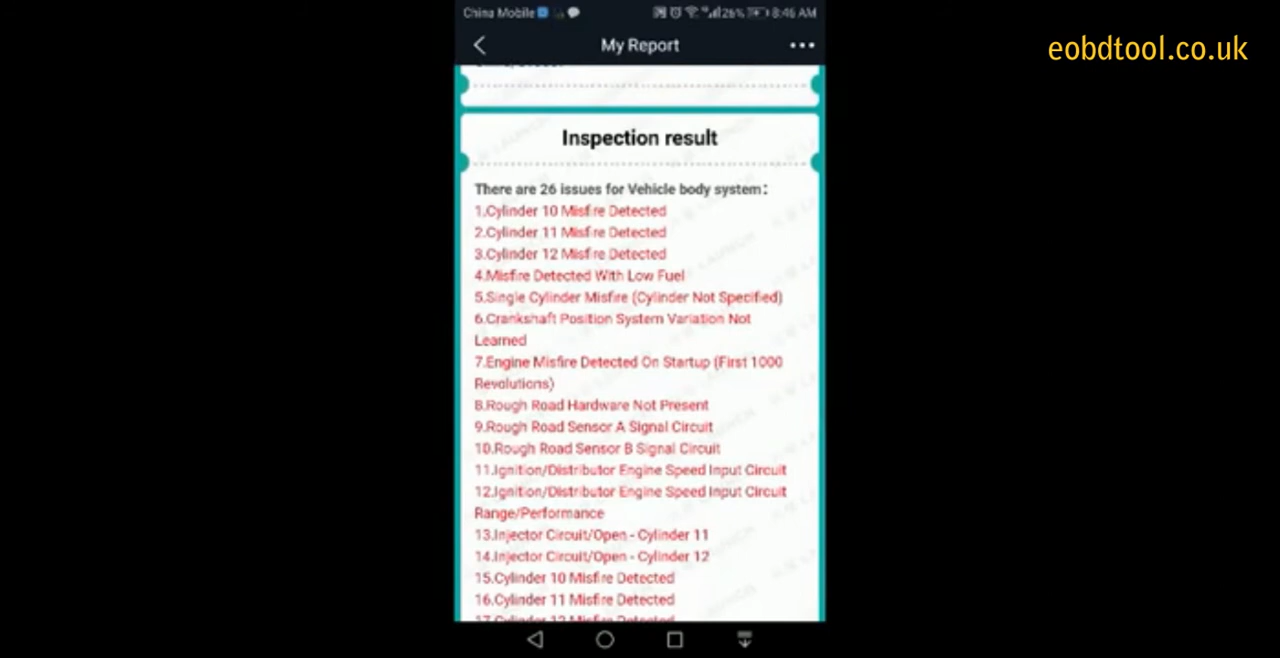 China Mobile
26% 8:46 AM
My Report
eobdtool.co.uk
Inspection result
There are 26 issues for Vehicle body system:
1.Cylinder 10 Misfire Detected
2.Cylinder 11 Misfire Detected
3.Cylinder 12 Misfire Detected
4.Misfire Detected With Low Fuel
5.Single Cylinder Misfire (Cylinder Not Specified)
6.Crankshaft Position System Variation Not
Learned
7.Engine Misfire Detected On Startup (First 1000
Revolutions)
8.Rough Road Hardware Not Present
9.Rough Road Sensor A Signal Circuit
10.Rough Road Sensor B Signal Circuit
11.Ignition/Distributor Engine Speed Input Circuit
12.Ignition/Distributor Engine Speed Input Circuit
Range/Performance
13.Injector Circuit/Open - Cylinder 11
14.Injector Circuit/Open - Cylinder 12
15.Cylinder 10 Misfire Detected
16.Cylinder 11 Misfire Detected
17.Cylinder 12 Misfire Detected